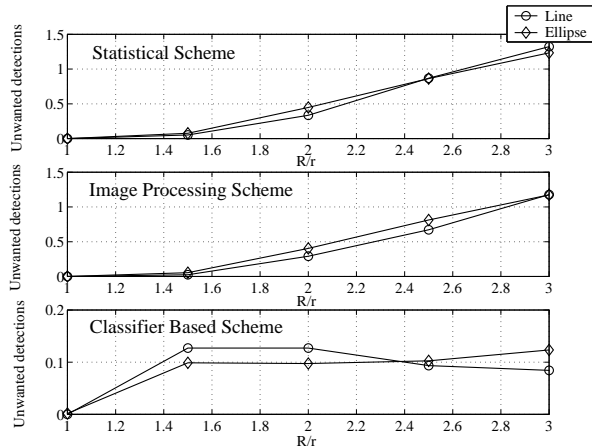 Line
Ellipse
Unwanted detections
1.5
1
0.5
0
Statistical Scheme
1 1.2 1.4 1.6 1.8 2 2.2 2.4 2.6 2.8 3
R/r
Unwanted detections
1.5
1
0.5
0
Image Processing Scheme
1 1.2 1.4 1.6 1.8 2 2.2 2.4 2.6 2.8 3
R/r
Unwanted detections
0.2
0.1
0
Classifier Based Scheme
1 1.2 1.4 1.6 1.8 2 2.2 2.4 2.6 2.8 3
R/r